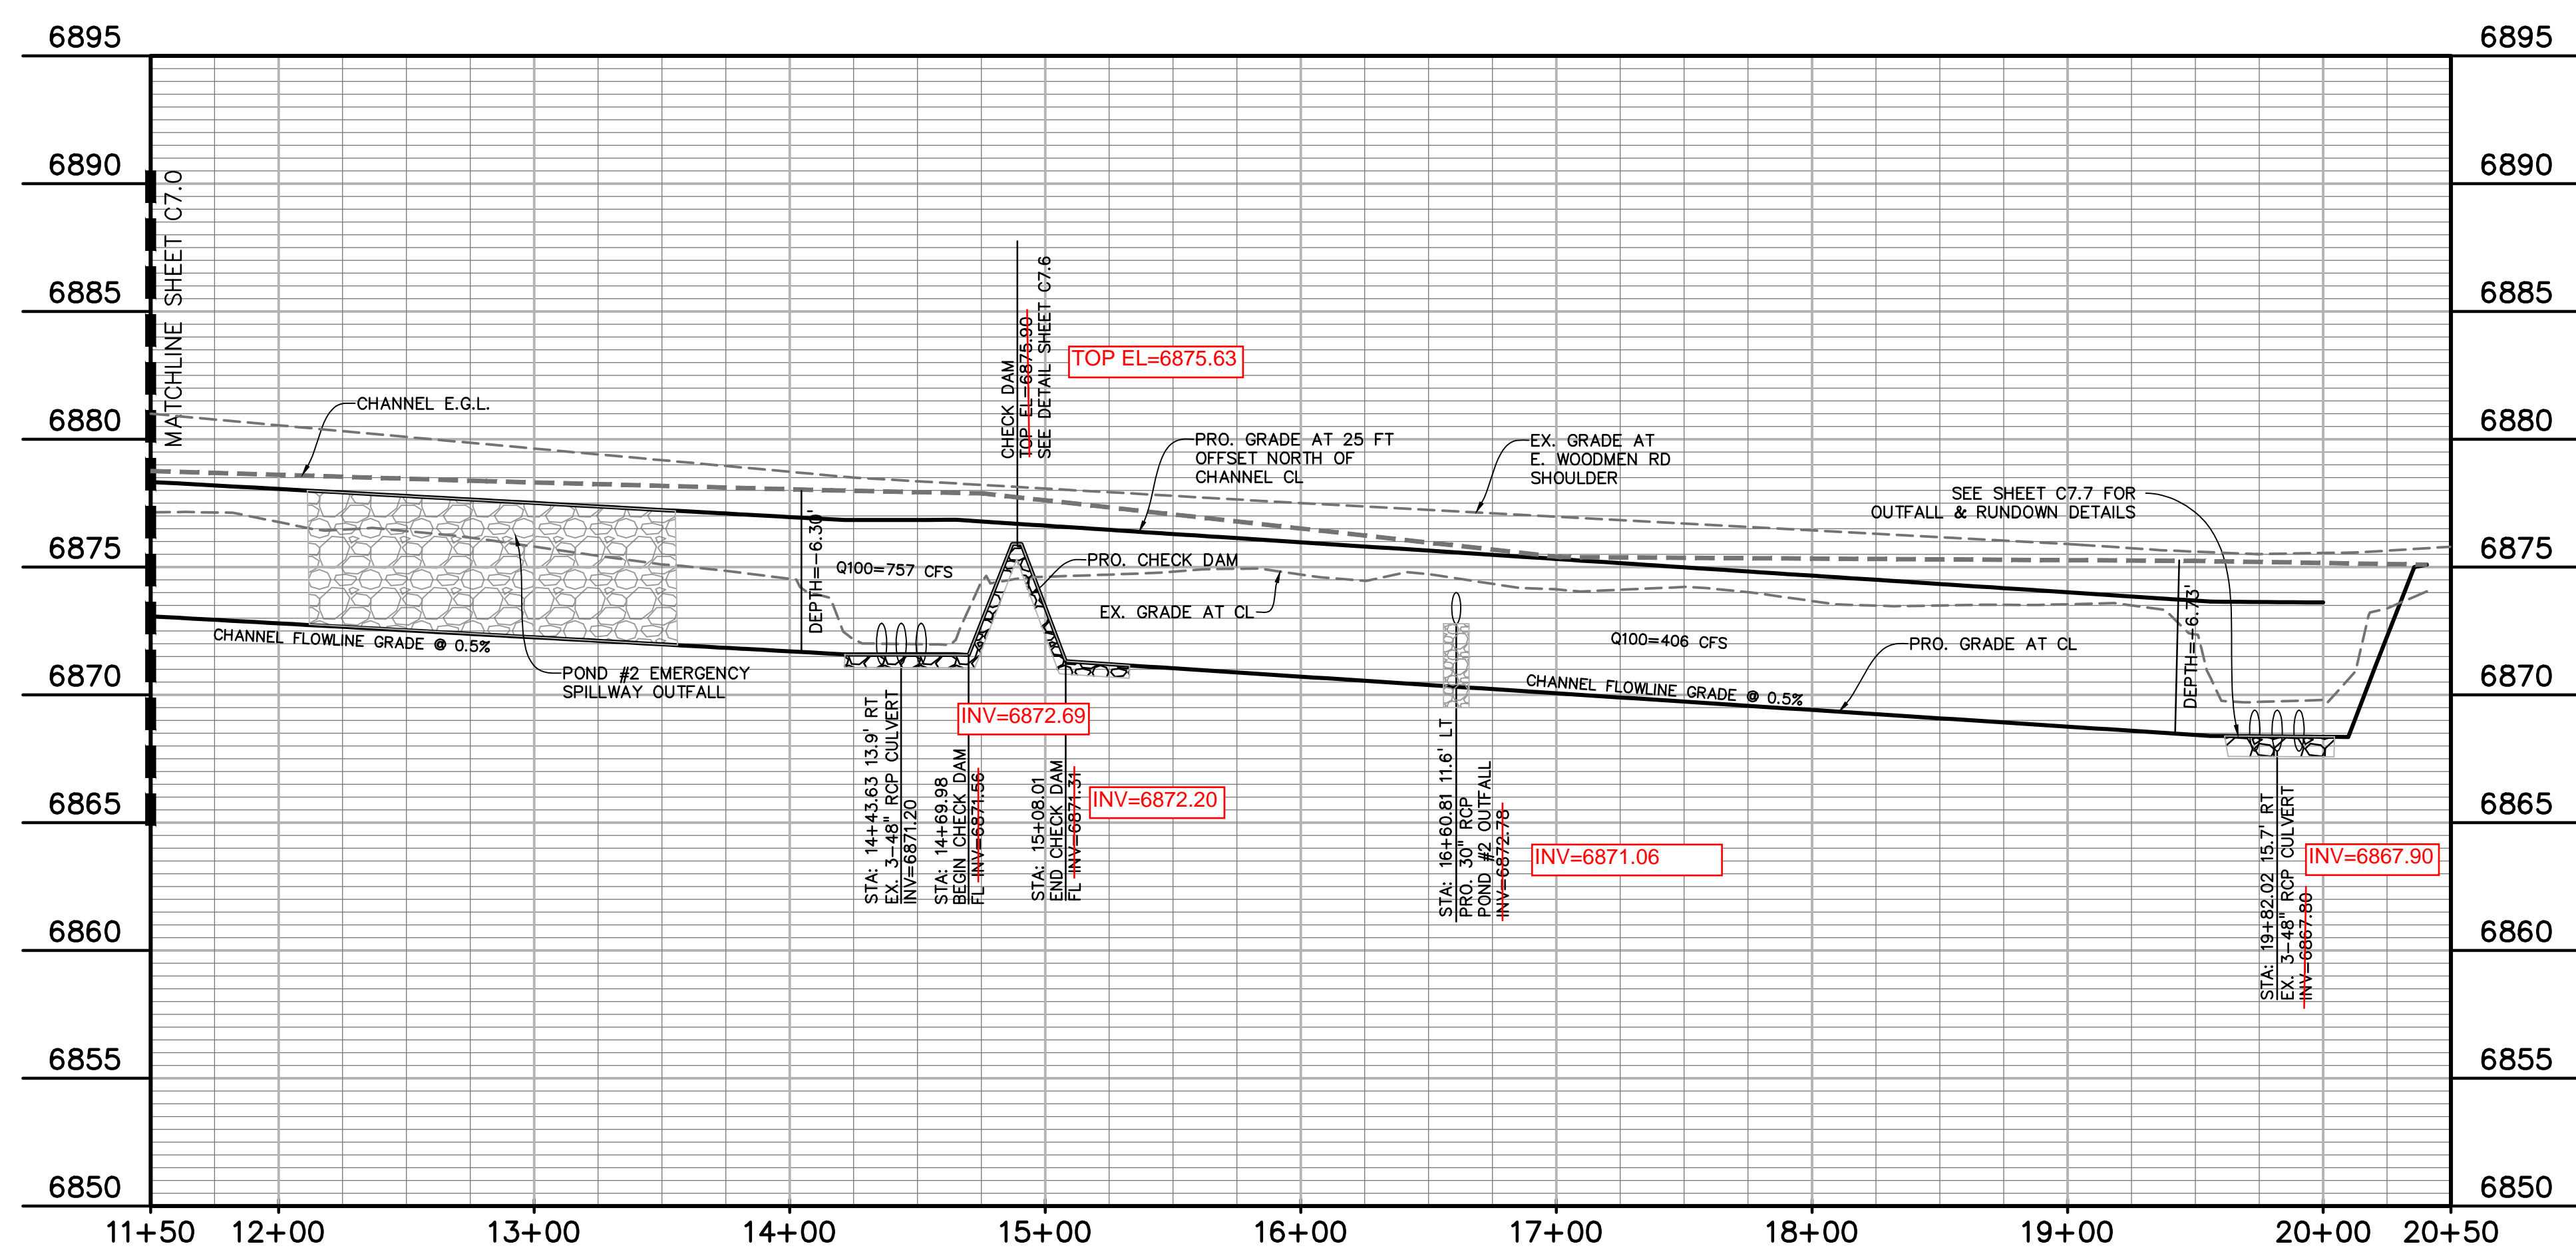 6895
6895
6890
6890
6885
6885
6880
6880
6875
6875
6870
6870
6865
6865
6860
6860
6855
6855
6850
6850
MATCHLINE SHEET C7.0
CHANNEL E.G.L.
CHECK DAM
TOP EL=6875.90
SEE DETAIL SHEET C7.6
TOP EL=6875.63
PRO. GRADE AT 25 FT
OFFSET NORTH OF
CHANNEL CL
EX. GRADE AT
E. WOODMEN RD
SHOULDER
SEE SHEET C7.7 FOR
OUTFALL & RUNDOWN DETAILS
DEPTH=-6.30'
Q100=757 CFS
PRO. CHECK DAM
EX. GRADE AT CL
CHANNEL FLOWLINE GRADE @ 0.5%
POND #2 EMERGENCY
SPILLWAY OUTFALL
Q100=406 CFS
PRO. GRADE AT CL
CHANNEL FLOWLINE GRADE @ 0.5%
DEPTH=-6.73'
STA: 14+43.63 13.9' RT
EX. 3-48" RCP CULVERT
INV=6871.20
STA: 14+69.98
BEGIN CHECK DAM
FL INV=6871.56
INV=6872.69
STA: 15+08.01
END CHECK DAM
FL INV=6871.31
INV=6872.20
STA: 16+60.81 11.6' LT
PRO. 30" RCP
POND #2 OUTFALL
INV=6872.78
INV=6871.06
STA: 19+82.02 15.7' RT
EX. 3-48" RCP CULVERT
INV=6867.80
INV=6867.90
11+50
12+00
13+00
14+00
15+00
16+00
17+00
18+00
19+00
20+00
20+50